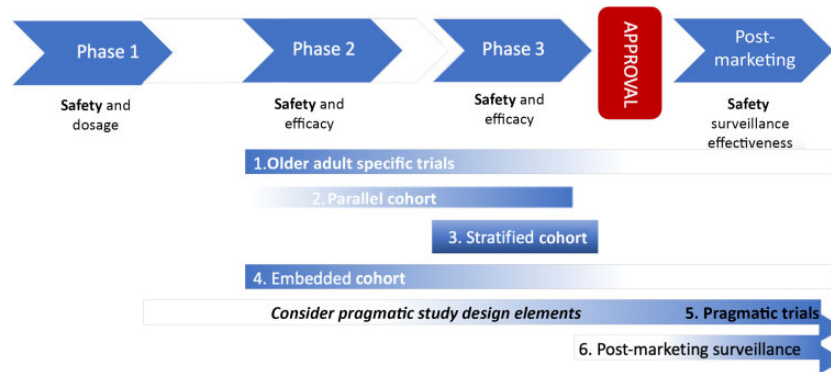 Phase 1
Phase 2
Phase 3
APPROVAL
Post-
marketing
Safety and
dosage
Safety and
efficacy
Safety and
efficacy
Safety
surveillance
effectiveness
1.Older adult specific trials
2. Parallel cohort
3. Stratified cohort
4. Embedded cohort
Consider pragmatic study design elements
5. Pragmatic trials
6. Post-marketing surveillance